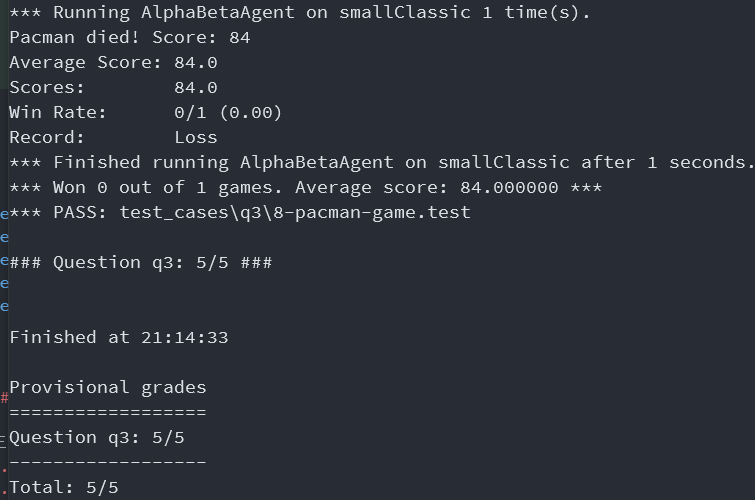 *** Running AlphaBetaAgent on smallClassic 1 time(s).
Pacman died! Score: 84
Average Score: 84.0
Scores:        84.0
Win Rate:      0/1 (0.00)
Record:        Loss
*** Finished running AlphaBetaAgent on smallClassic after 1 seconds.
*** Won 0 out of 1 games. Average score: 84.000000 ***
*** PASS: test_cases\q3\8-pacman-game.test
### Question q3: 5/5 ###
Finished at 21:14:33
Provisional grades
==================
Question q3: 5/5
------------------
Total: 5/5